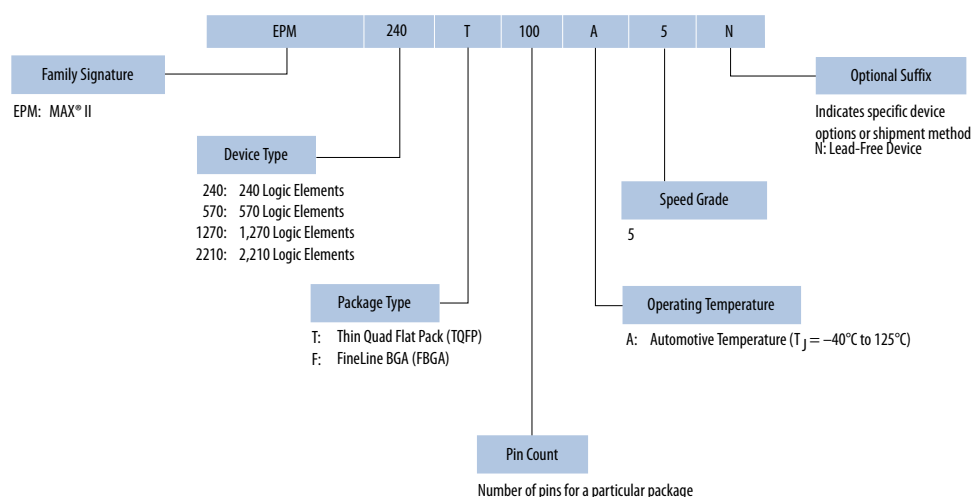 EPM 240 T 100 A 5 N
Family Signature
EPM: MAX® II
Optional Suffix
Indicates specific device
options or shipment method
N: Lead-Free Device
Device Type
240: 240 Logic Elements
570: 570 Logic Elements
1270: 1,270 Logic Elements
2210: 2,210 Logic Elements
Speed Grade
5
Package Type
T: Thin Quad Flat Pack (TQFP)
F: FineLine BGA (FBGA)
Operating Temperature
A: Automotive Temperature (TJ = –40°C to 125°C)
Pin Count
Number of pins for a particular package